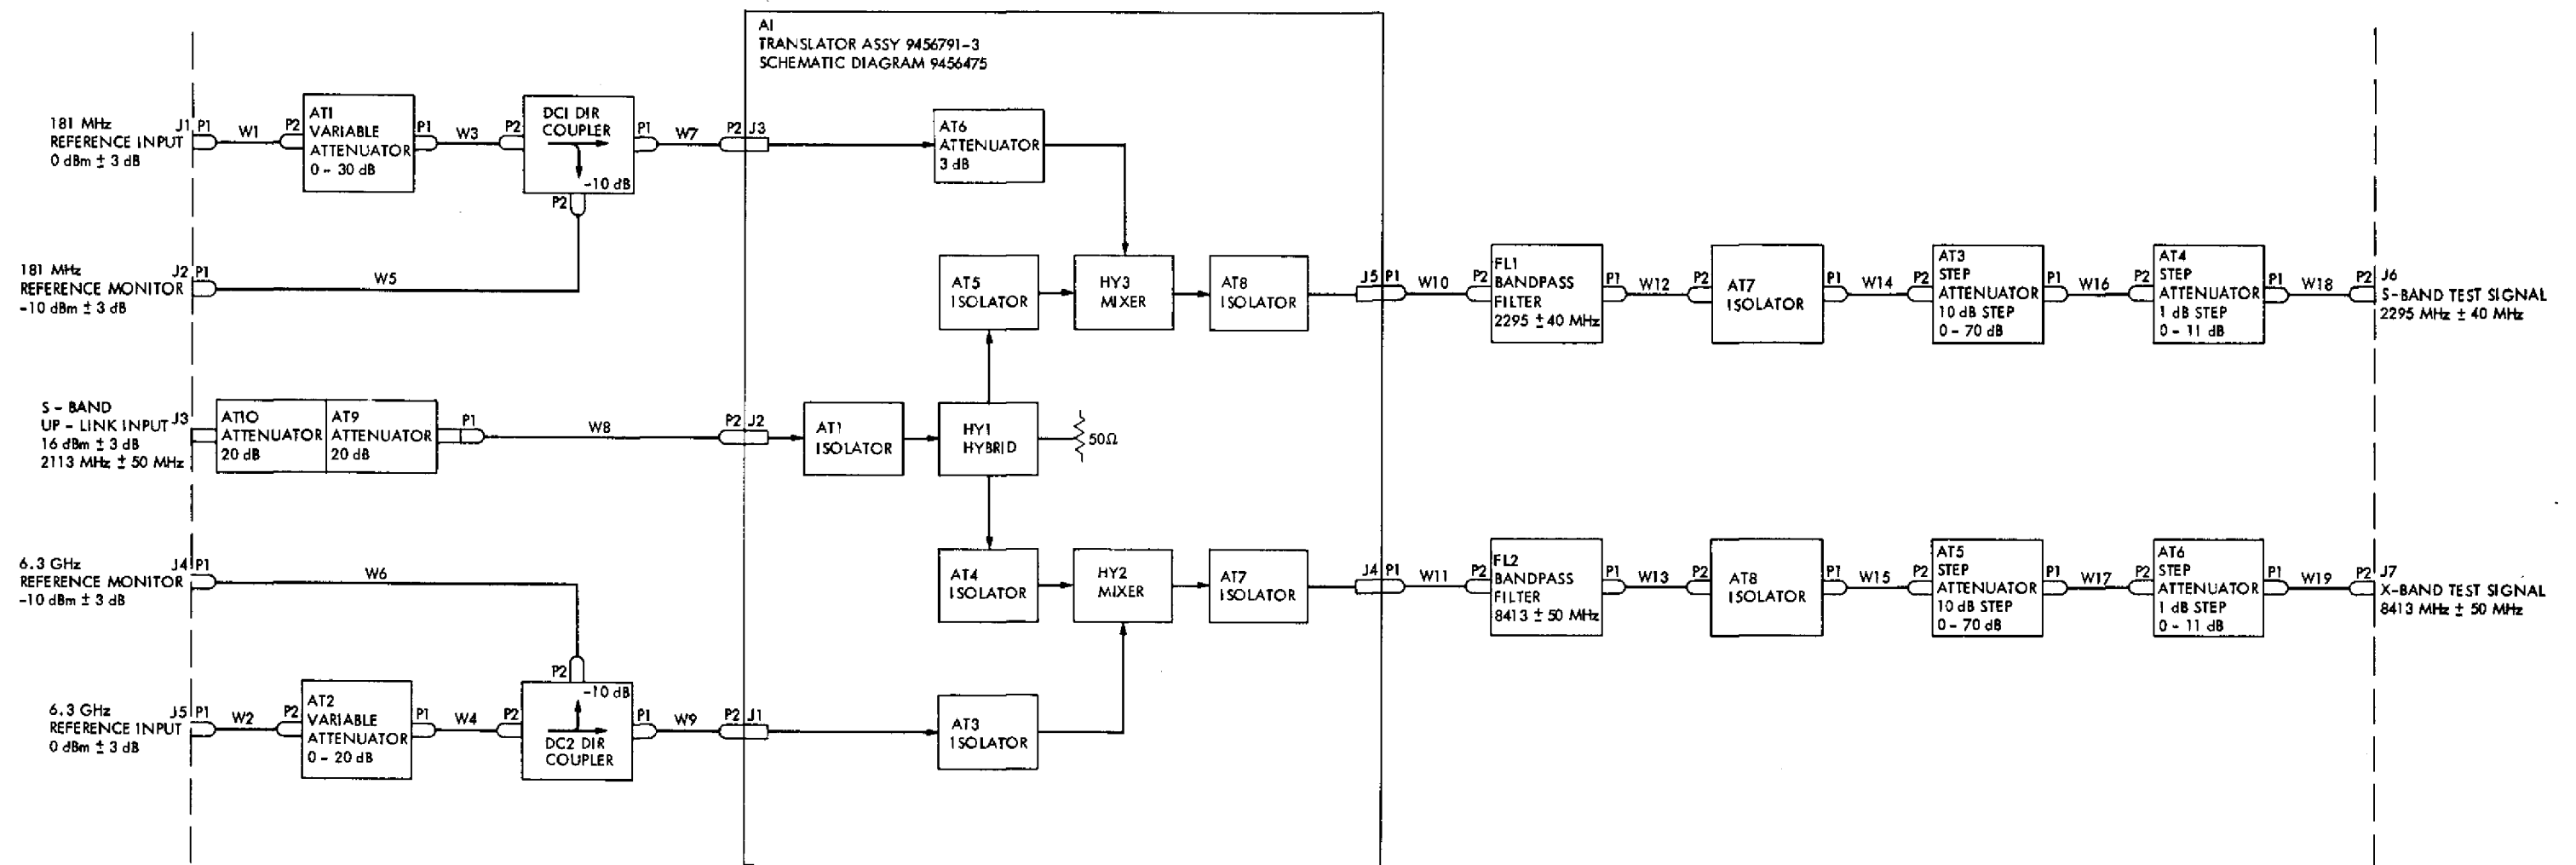 A1
TRANSLATOR ASSY 9456791-3
SCHEMATIC DIAGRAM 9456475
181 MHz
REFERENCE INPUT
0 dBm ± 3 dB
J1 P1
W1
P2
AT1
VARIABLE
ATTENUATOR
0 - 30 dB
P1
W3
P2
DC1 DIR
COUPLER
-10 dB
P2
P1
W7
P2 J3
AT6
ATTENUATOR
3 dB
181 MHz
REFERENCE MONITOR
-10 dBm ± 3 dB
J2 P1
W5
AT5
ISOLATOR
HY3
MIXER
AT8
ISOLATOR
J5 P1
W10
P2
FL1
BANDPASS
FILTER
2295 ± 40 MHz
P1
W12
P2
AT7
ISOLATOR
P1
W14
P2
AT3
STEP
ATTENUATOR
10 dB STEP
0 - 70 dB
P1
W16
P2
AT4
STEP
ATTENUATOR
1 dB STEP
0 - 11 dB
P1
W18
P2 J6
S-BAND TEST SIGNAL
2295 MHz ± 40 MHz
S - BAND
UP - LINK INPUT
16 dBm ± 3 dB
2113 MHz ± 50 MHz
J3
AT10
ATTENUATOR
20 dB
AT9
ATTENUATOR
20 dB
P1
W8
P2 J2
AT1
ISOLATOR
HY1
HYBRID
50Ω
6.3 GHz
REFERENCE MONITOR
-10 dBm ± 3 dB
J4 P1
W6
AT4
ISOLATOR
HY2
MIXER
AT7
ISOLATOR
J4 P1
W11
P2
FL2
BANDPASS
FILTER
8413 ± 50 MHz
P1
W13
P2
AT8
ISOLATOR
P1
W15
P2
AT5
STEP
ATTENUATOR
10 dB STEP
0 - 70 dB
P1
W17
P2
AT6
STEP
ATTENUATOR
1 dB STEP
0 - 11 dB
P1
W19
P2 J7
X-BAND TEST SIGNAL
8413 MHz ± 50 MHz
6.3 GHz
REFERENCE INPUT
0 dBm ± 3 dB
J5 P1
W2
P2
AT2
VARIABLE
ATTENUATOR
0 - 20 dB
P1
W4
P2
P2
-10 dB
DC2 DIR
COUPLER
P1
W9
P2 J1
AT3
ISOLATOR